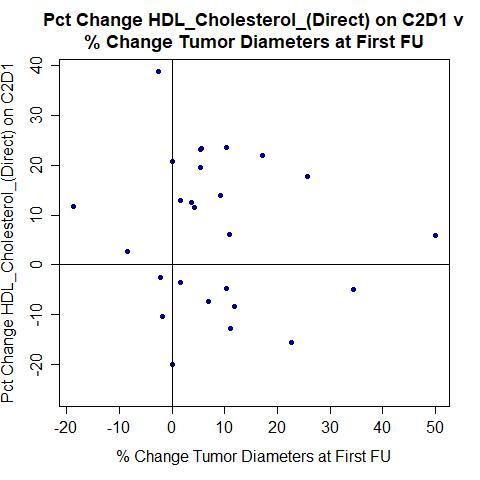 Pct Change HDL_Cholesterol_(Direct) on C2D1 v
% Change Tumor Diameters at First FU
Pct Change HDL_Cholesterol_(Direct) on C2D1
40
30
20
10
0
-10
-20
-20 -10 0 10 20 30 40 50
% Change Tumor Diameters at First FU